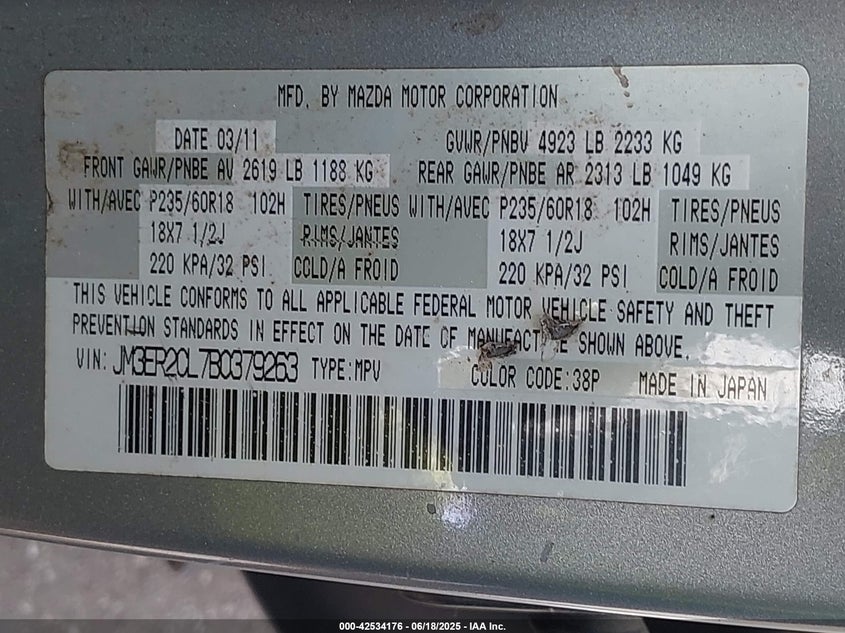 MFD. BY MAZDA MOTOR CORPORATION
DATE 03/11 GVWR/PNBV 4923 LB 2233 KG
FRONT GAWR/PNBE AV 2619 LB 1188 KG REAR GAWR/PNBE AR 2313 LB 1049 KG
WITH/AVEC P235/60R18 102H TIRES/PNEUS WITH/AVEC P235/60R18 102H TIRES/PNEUS
18X7 1/2J RIMS/JANTES 18X7 1/2J RIMS/JANTES
220 KPA/32 PSI COLD/A FROID 220 KPA/32 PSI COLD/A FROID
THIS VEHICLE CONFORMS TO ALL APPLICABLE FEDERAL MOTOR VEHICLE SAFETY AND THEFT
PREVENTION STANDARDS IN EFFECT ON THE DATE OF MANUFACTURE SHOWN ABOVE.
VIN: JM3ER2CL7B0379263 TYPE:MPV COLOR CODE:38P MADE IN JAPAN
000-42534176 - 06/18/2025 - IAA Inc.